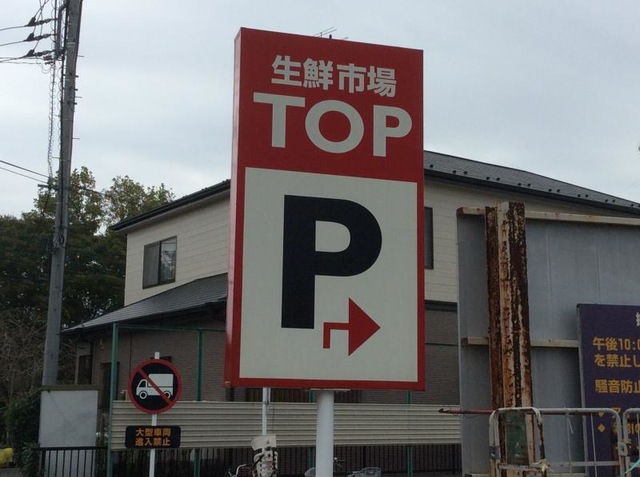 生鮮市場
TOP
P
大型車両
進入禁止
午後10:0
を禁止し
騒音防止